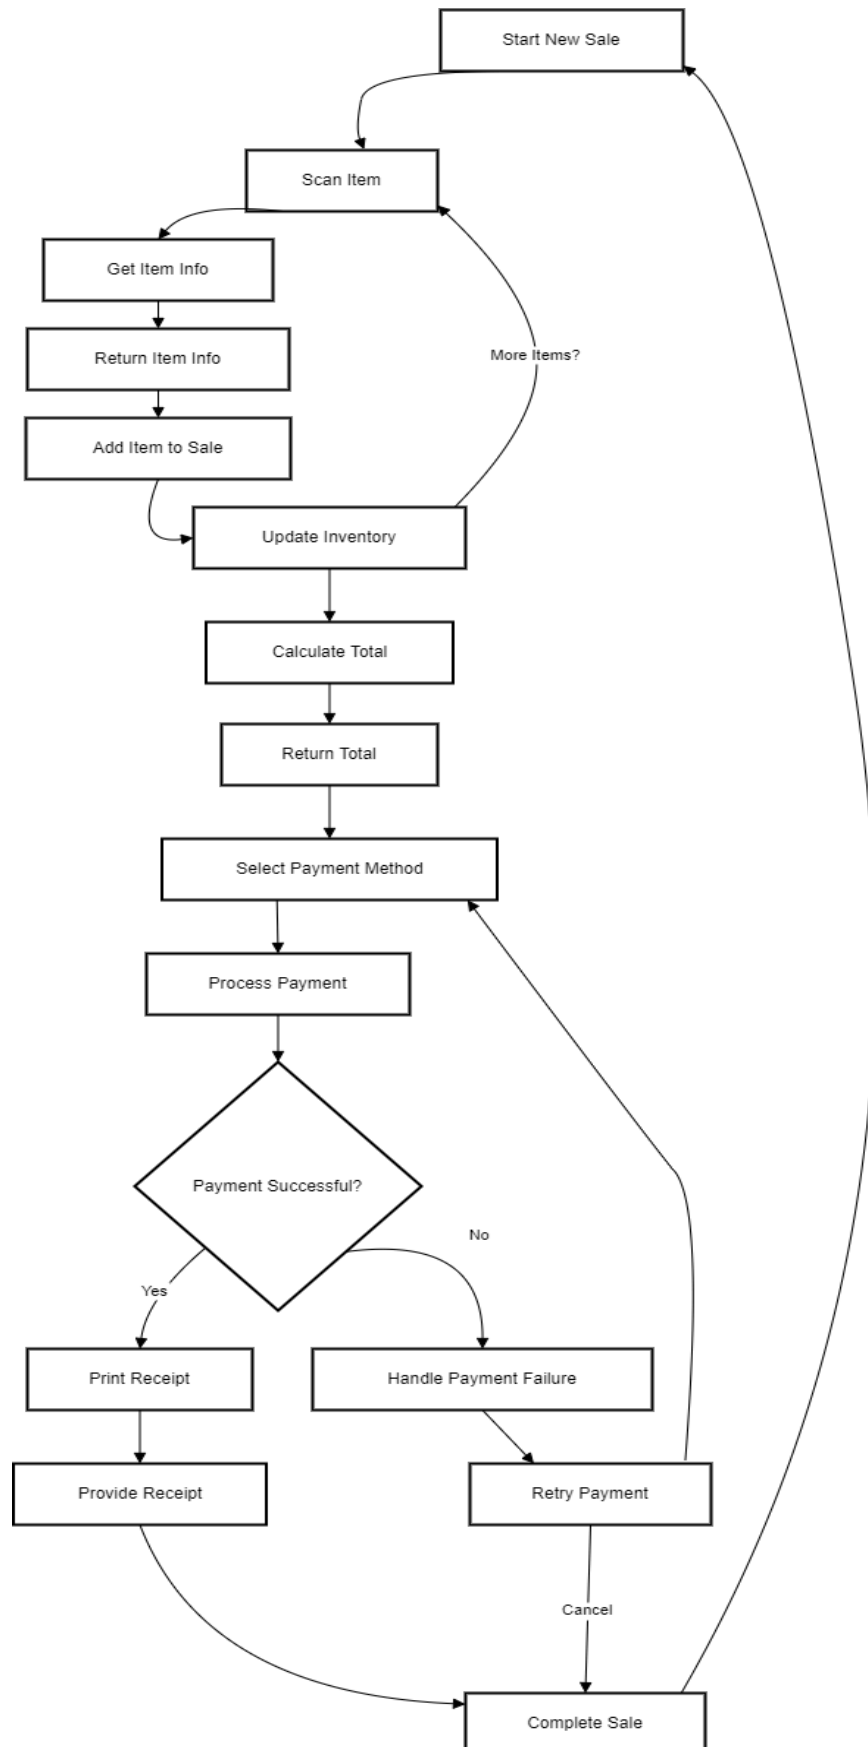 Start New Sale
Scan Item
Get Item Info
More Items?
Return Item Info
Add Item to Sale
Update Inventory
Calculate Total
Return Total
Select Payment Method
Process Payment
Payment Successful?
No
Yes
Print Receipt
Handle Payment Failure
Provide Receipt
Retry Payment
Cancel
Complete Sale